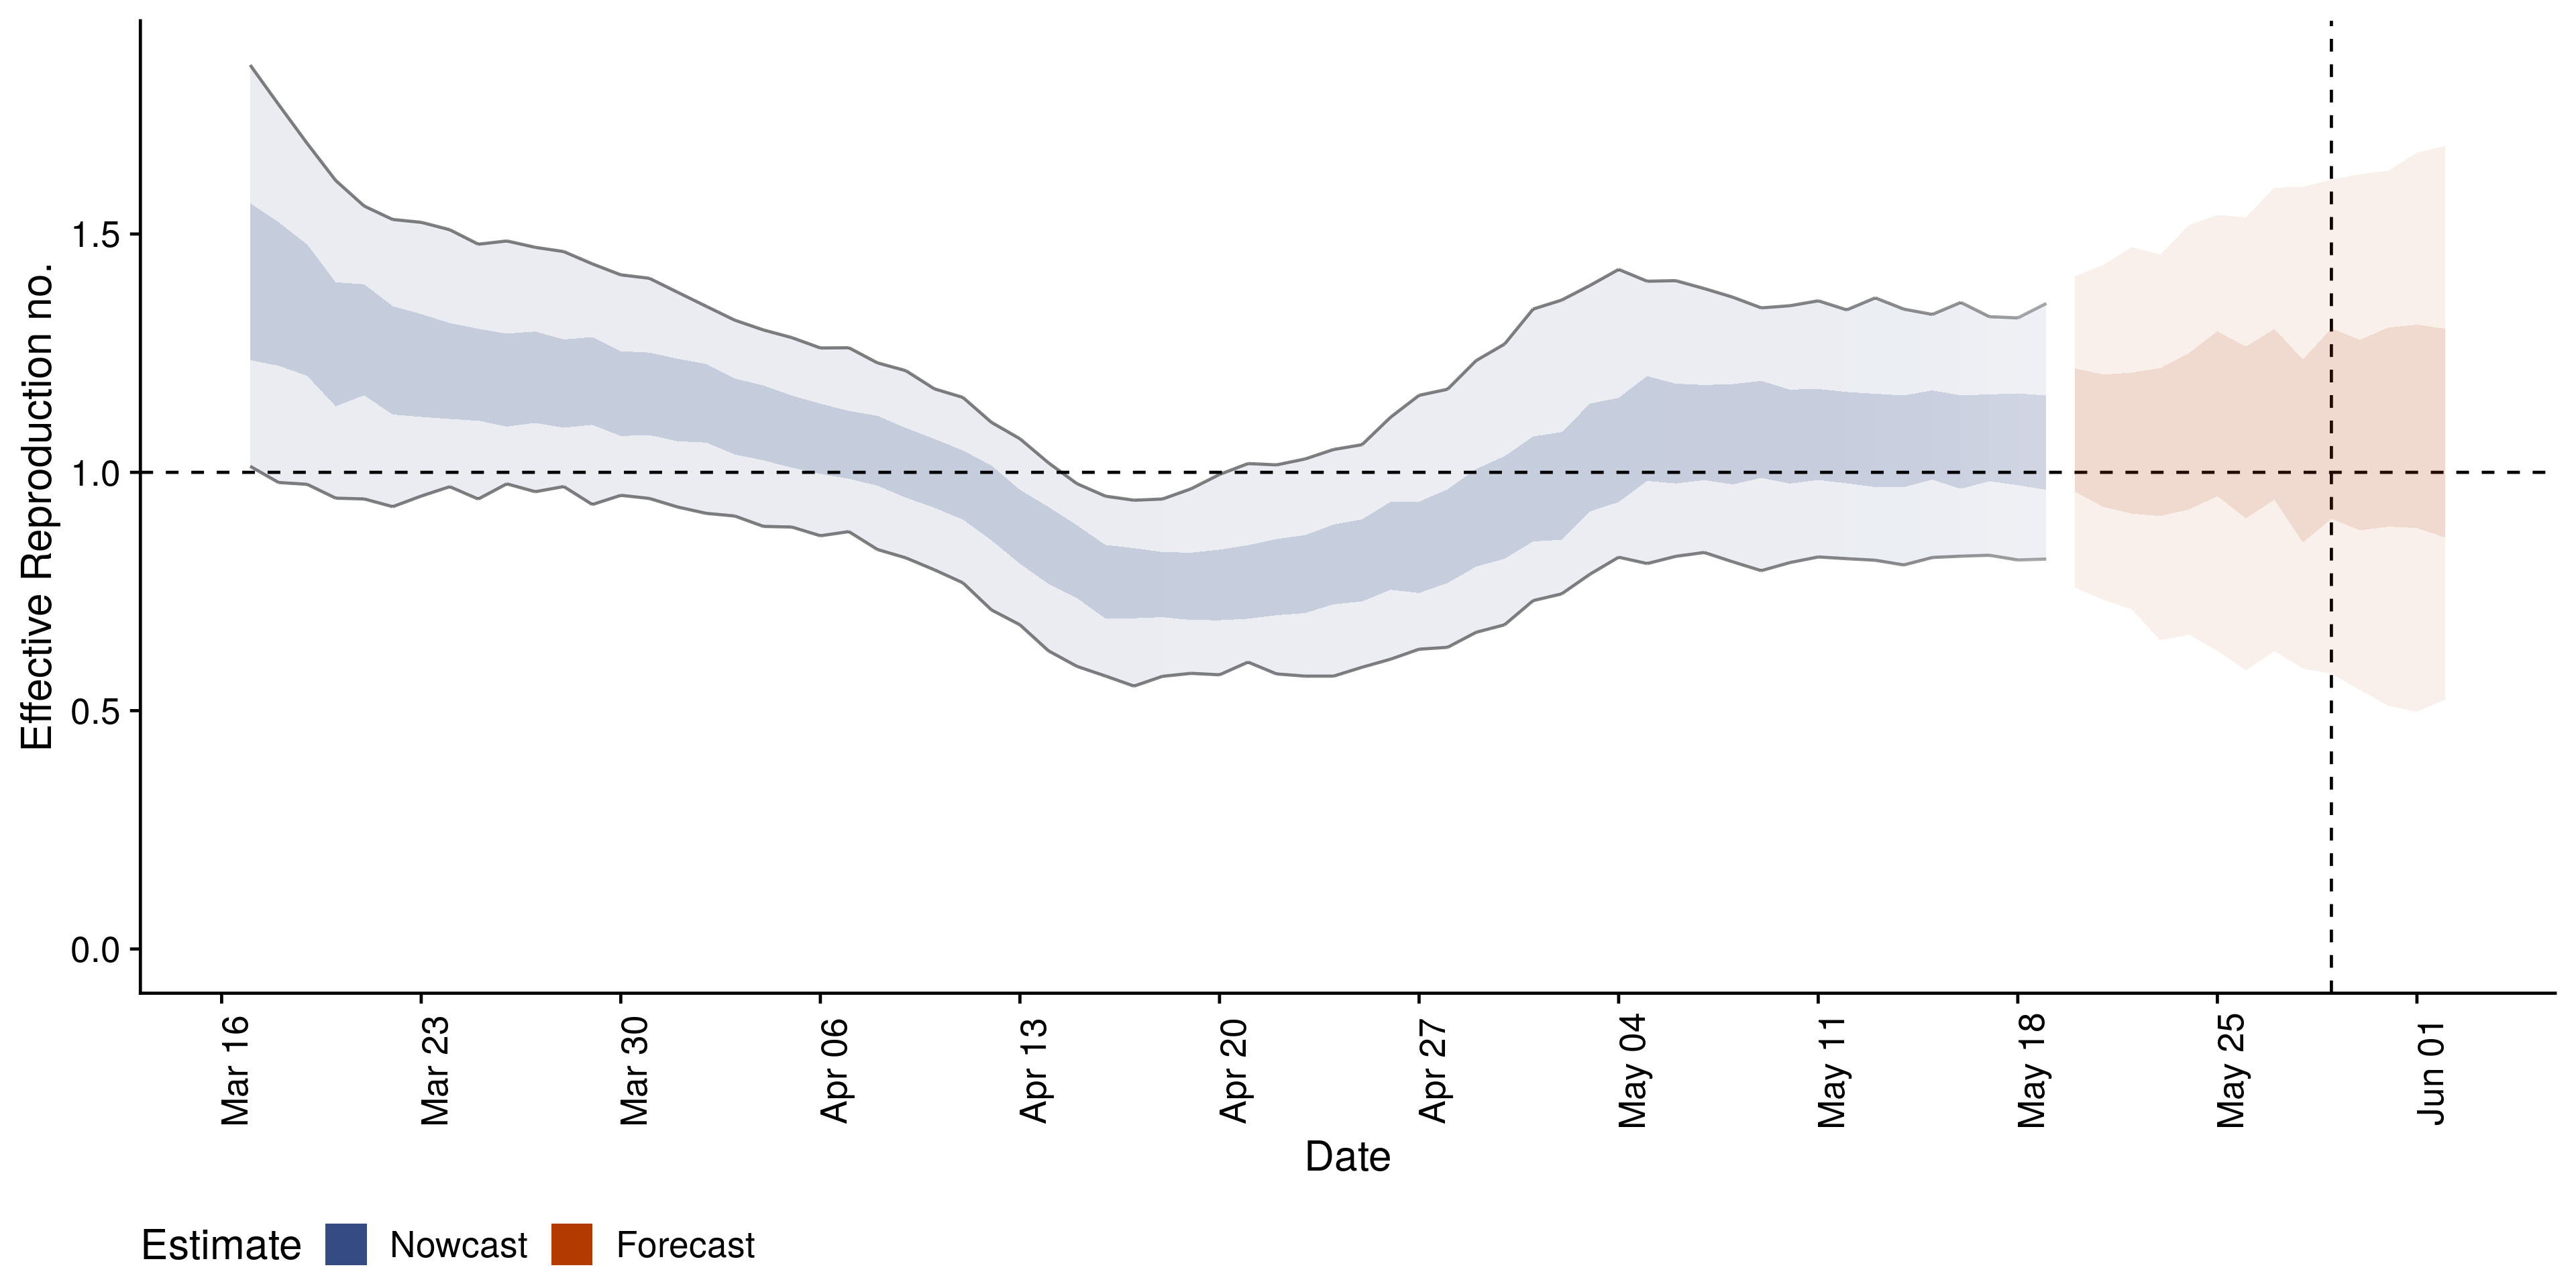 Effective Reproduction no.
1.5
1.0
0.5
0.0
Mar 16
Mar 23
Mar 30
Apr 06
Apr 13
Apr 20
Apr 27
May 04
May 11
May 18
May 25
Jun 01
Date
Estimate Nowcast Forecast